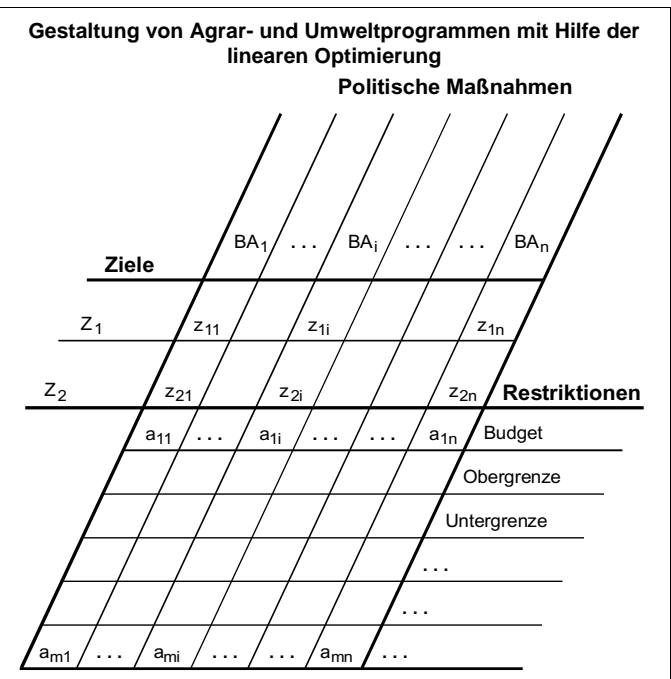 Gestaltung von Agrar- und Umweltprogrammen mit Hilfe der
linearen Optimierung
Politische Maßnahmen
BA1 ... BAi ... ... BAn
Ziele
Z1 z11 z1i z1n
Z2 z21 z2i z2n Restriktionen
a11 ... a1i ... ... a1n Budget
Obergrenze
Untergrenze
...
...
am1 ... ami ... ... amn ...